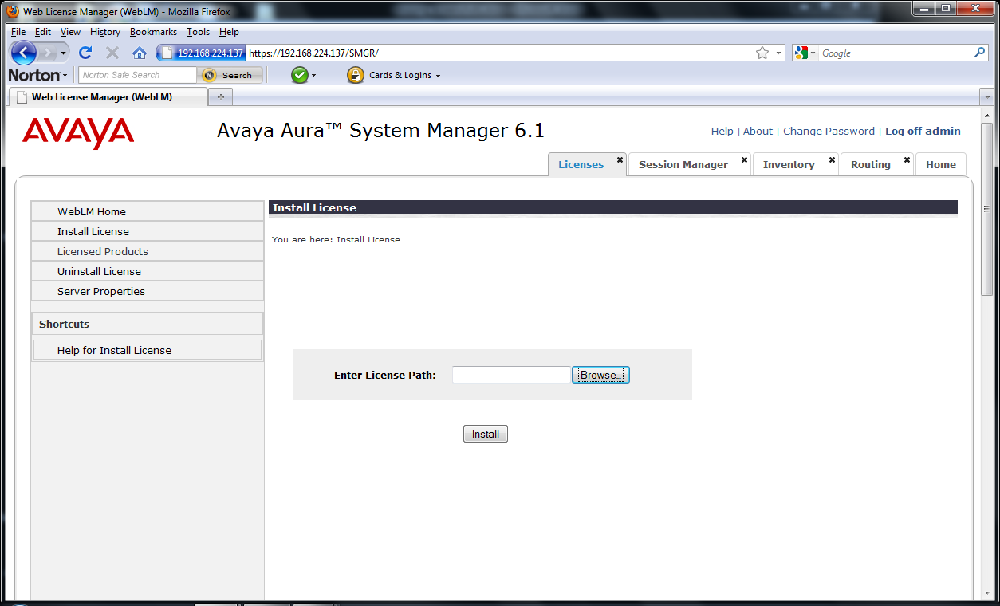 Web License Manager (WebLM) - Mozilla Firefox
File Edit View History Bookmarks Tools Help
192.168.224.137 https://192.168.224.137/SMGR/ Google
Norton Norton Safe Search Search Cards & Logins
Web License Manager (WebLM)
AVAYA
Avaya Aura™ System Manager 6.1
Help | About | Change Password | Log off admin
Licenses Session Manager Inventory Routing Home
WebLM Home
Install License
Licensed Products
Uninstall License
Server Properties
Shortcuts
Help for Install License
Install License
You are here: Install License
Enter License Path: Browse...
Install